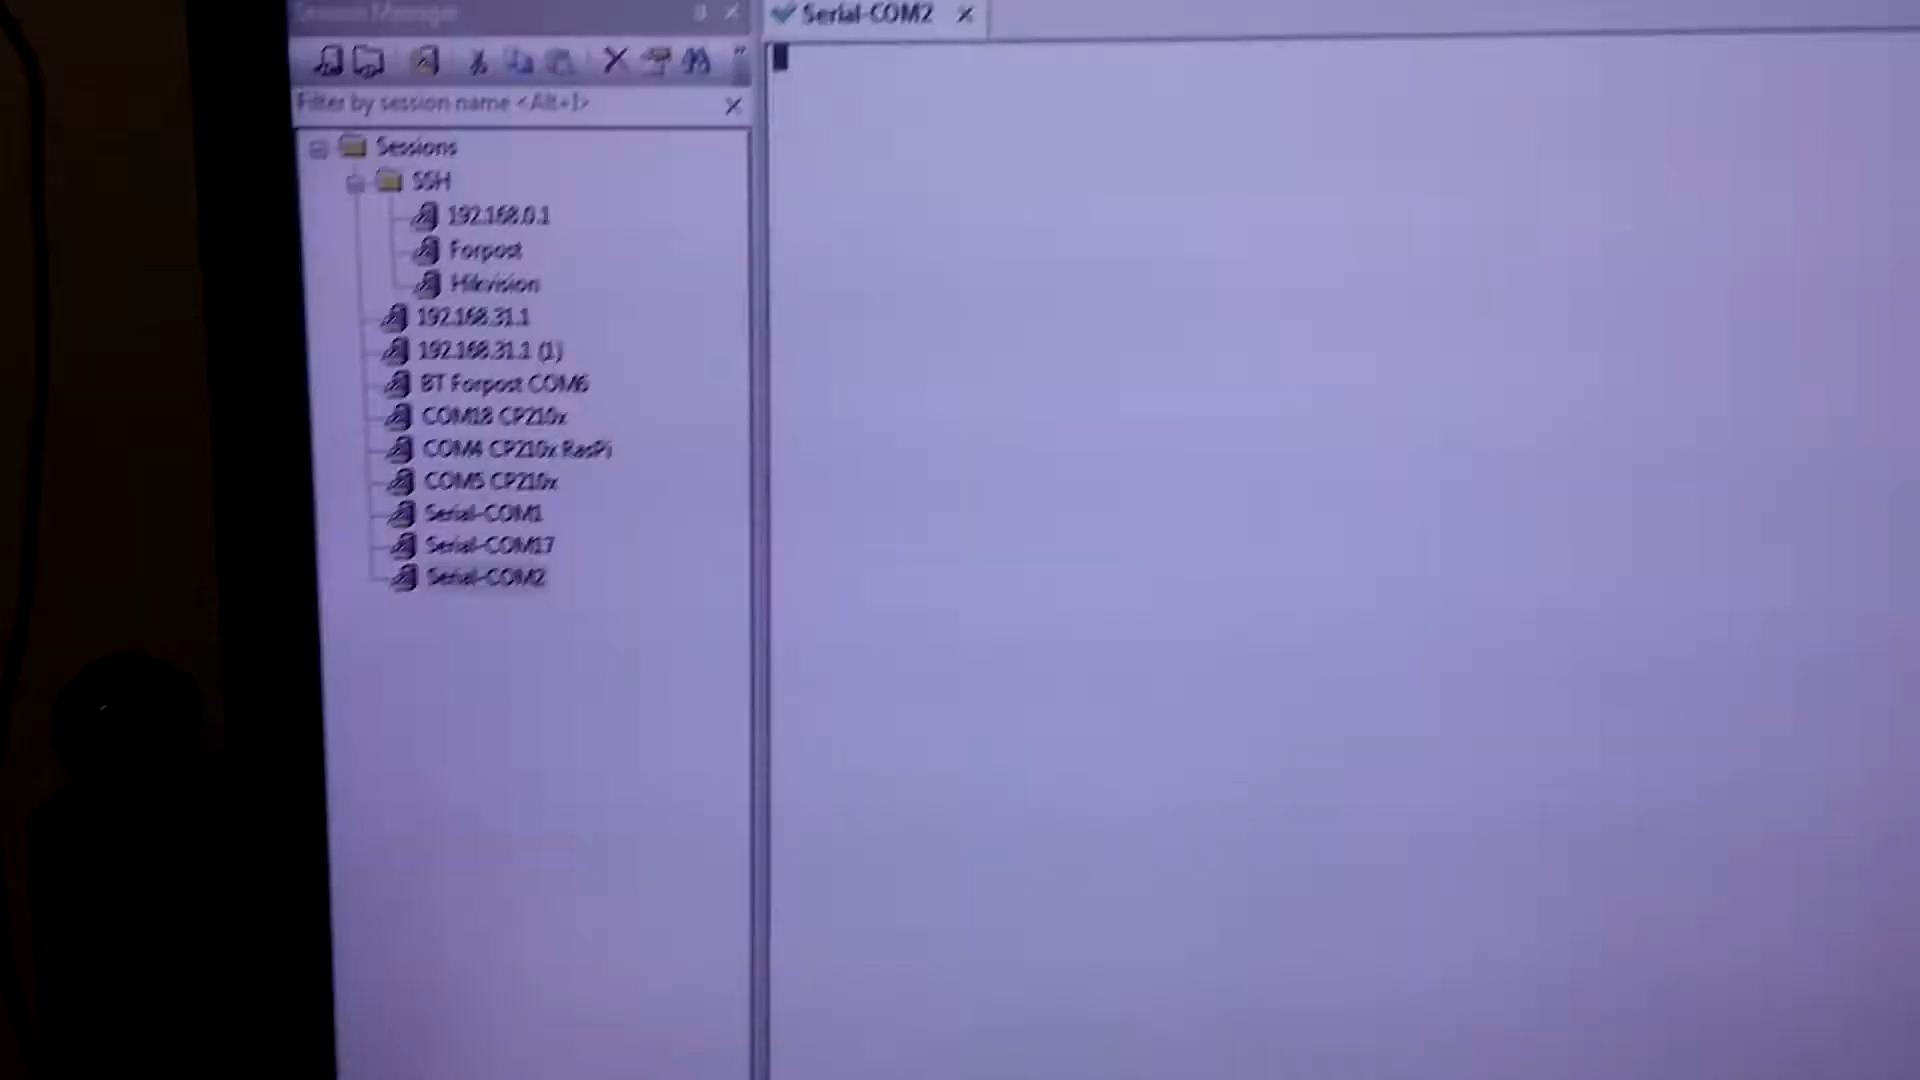 Session Manager
Serial-COM2
Filter by session name <Alt+I>
Sessions
SSH
192.168.0.1
Forpost
Hikvision
192.168.31.1
192.168.31.1 (1)
BT Forpost COM6
COM18 CP210x
COM4 CP210x RasPi
COM5 CP210x
Serial-COM1
Serial-COM17
Serial-COM2